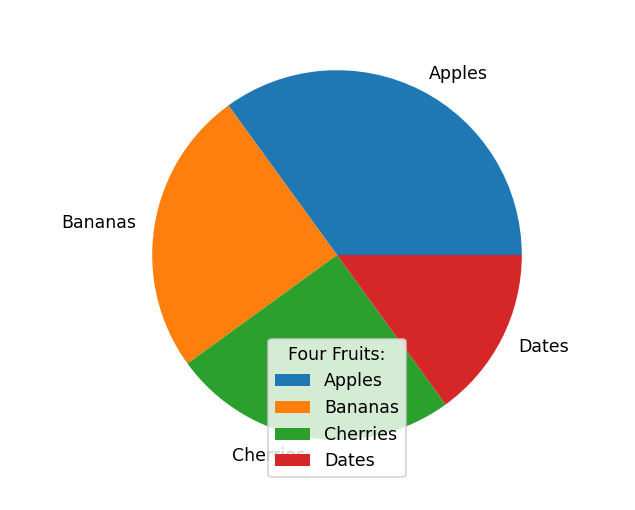 Apples
Bananas
Dates
Cherries
Four Fruits:
Apples
Bananas
Cherries
Dates